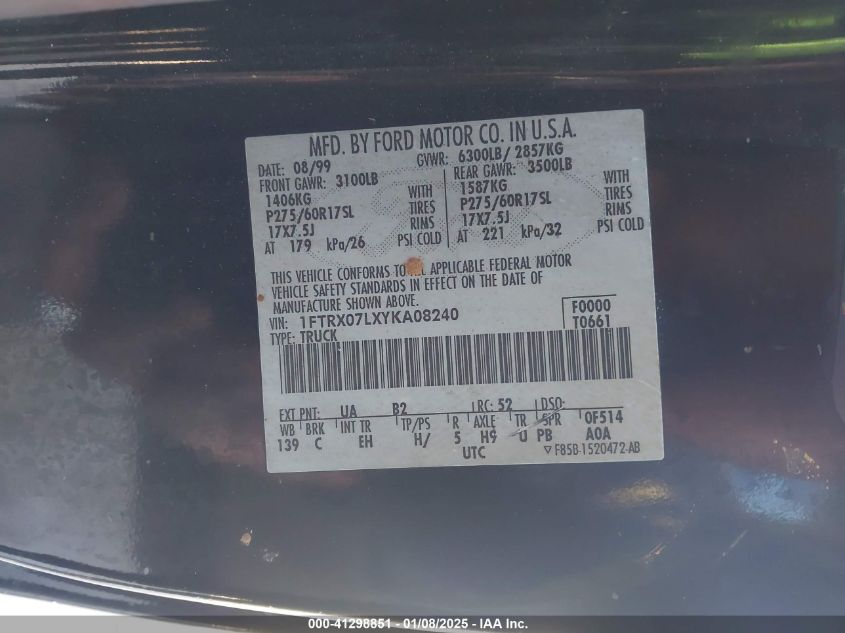 MFD. BY FORD MOTOR CO. IN U.S.A.
DATE: 08/99 GVWR: 6300LB/ 2857KG
FRONT GAWR: 3100LB REAR GAWR: 3500LB
1406KG WITH 1587KG WITH
P275/60R17SL TIRES P275/60R17SL TIRES
17X7.5J RIMS 17X7.5J RIMS
AT 179 kPa/26 PSI COLD AT 221 kPa/32 PSI COLD
THIS VEHICLE CONFORMS TO APPLICABLE FEDERAL MOTOR
VEHICLE SAFETY STANDARDS IN EFFECT ON THE DATE OF
MANUFACTURE SHOWN ABOVE.
VIN: 1FTRX07LXYKA08240 F0000
TYPE: TRUCK T0661
EXT PNT: UA B2 RC: 52 DSO:
WB BRK INT TR TP/PS R AXLE TR SPR 0F514
139 C EH H/ 5 H9 U PB A0A
UTC ▽ F85B-1520472-AB
000-41298851 - 01/08/2025 - IAA Inc.